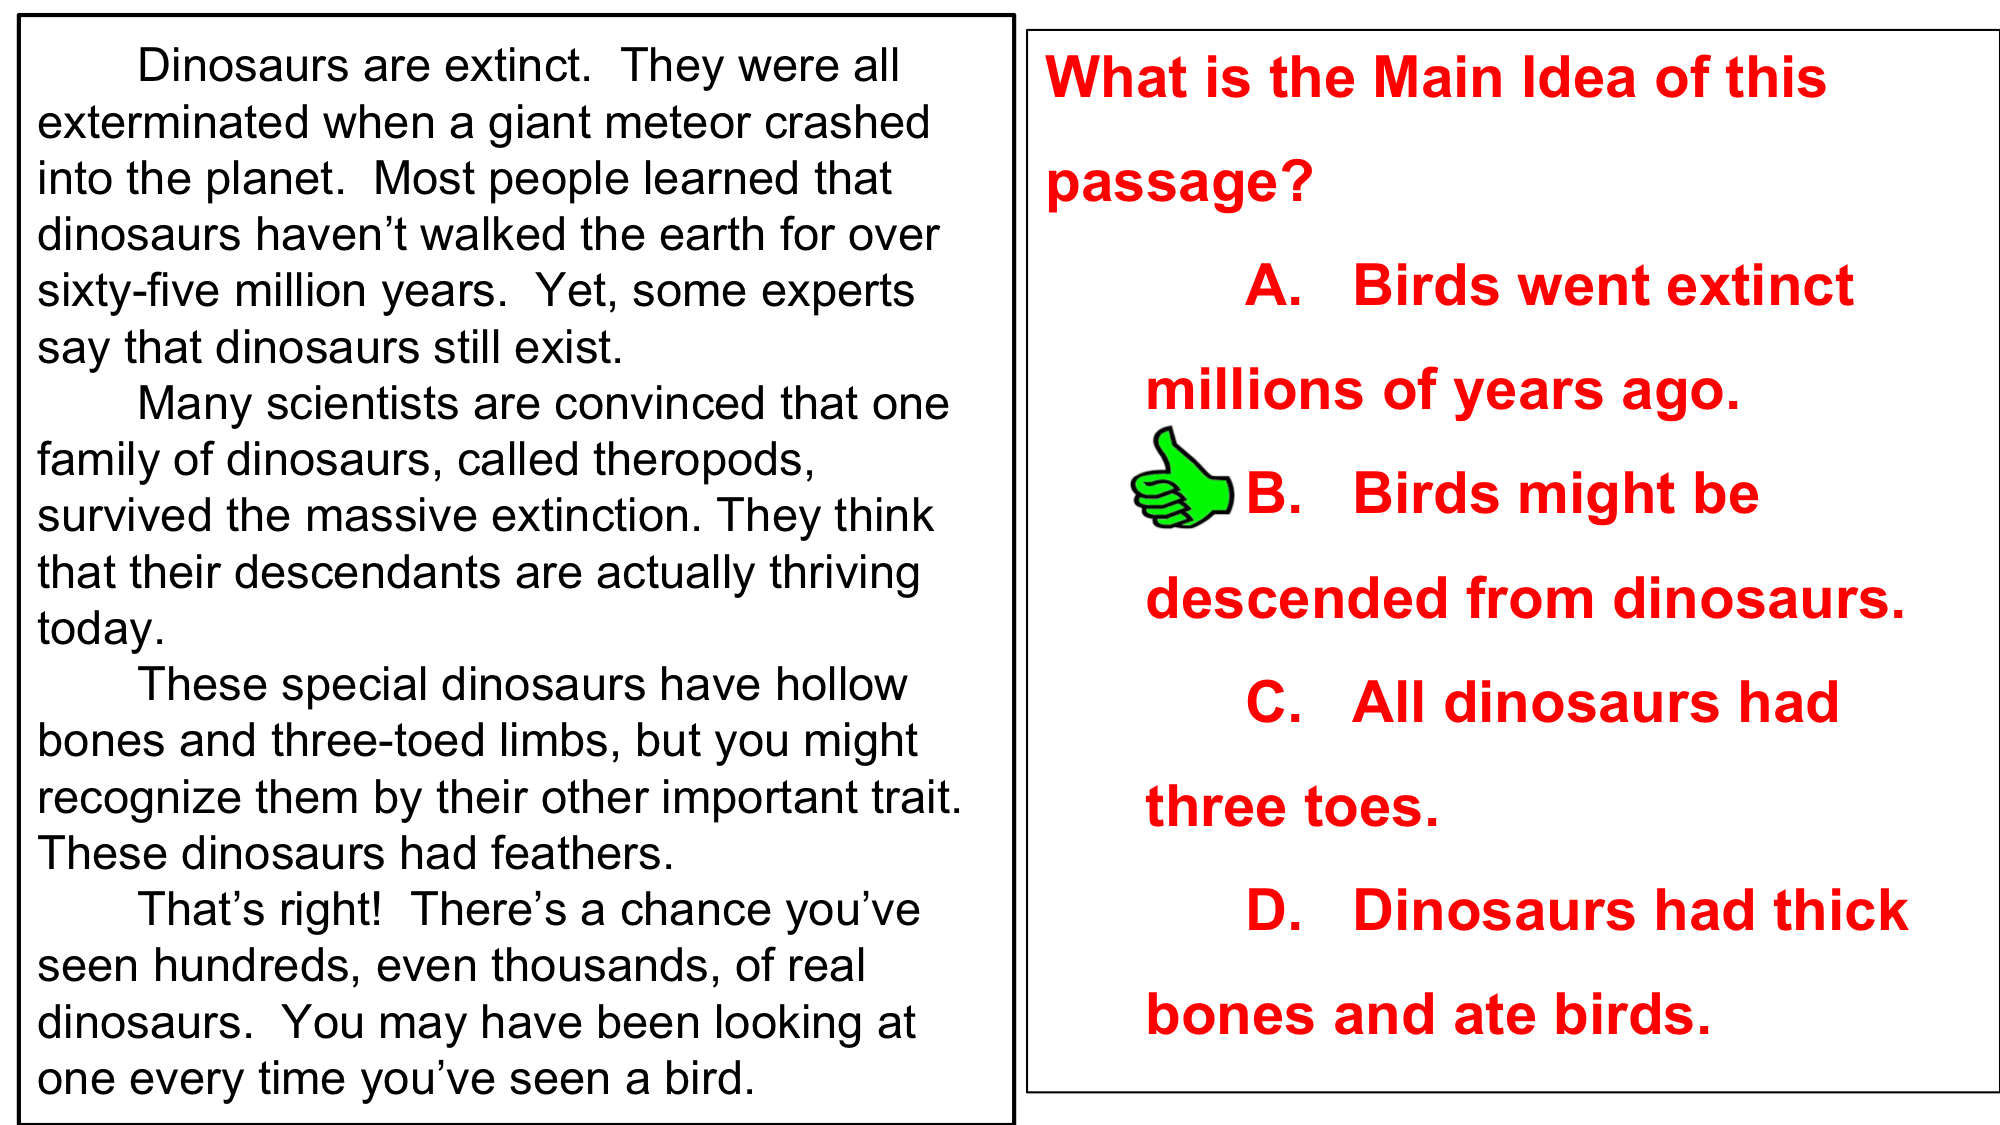 Dinosaurs are extinct.  They were all
exterminated when a giant meteor crashed
into the planet.  Most people learned that
dinosaurs haven’t walked the earth for over
sixty-five million years.  Yet, some experts
say that dinosaurs still exist.
Many scientists are convinced that one
family of dinosaurs, called theropods,
survived the massive extinction. They think
that their descendants are actually thriving
today.
These special dinosaurs have hollow
bones and three-toed limbs, but you might
recognize them by their other important trait.
These dinosaurs had feathers.
That’s right!  There’s a chance you’ve
seen hundreds, even thousands, of real
dinosaurs.  You may have been looking at
one every time you’ve seen a bird.
What is the Main Idea of this
passage?
A.   Birds went extinct
millions of years ago.
B.   Birds might be
descended from dinosaurs.
C.   All dinosaurs had
three toes.
D.   Dinosaurs had thick
bones and ate birds.